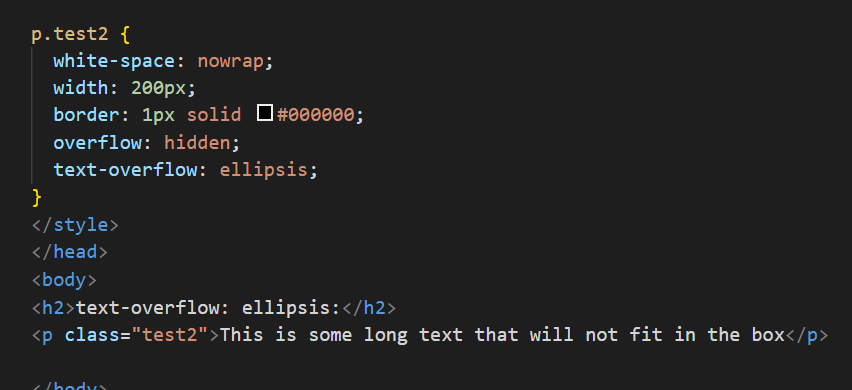 p.test2 {
  white-space: nowrap;
  width: 200px;
  border: 1px solid #000000;
  overflow: hidden;
  text-overflow: ellipsis;
}
</style>
</head>
<body>
<h2>text-overflow: ellipsis:</h2>
<p class="test2">This is some long text that will not fit in the box</p>
</body>